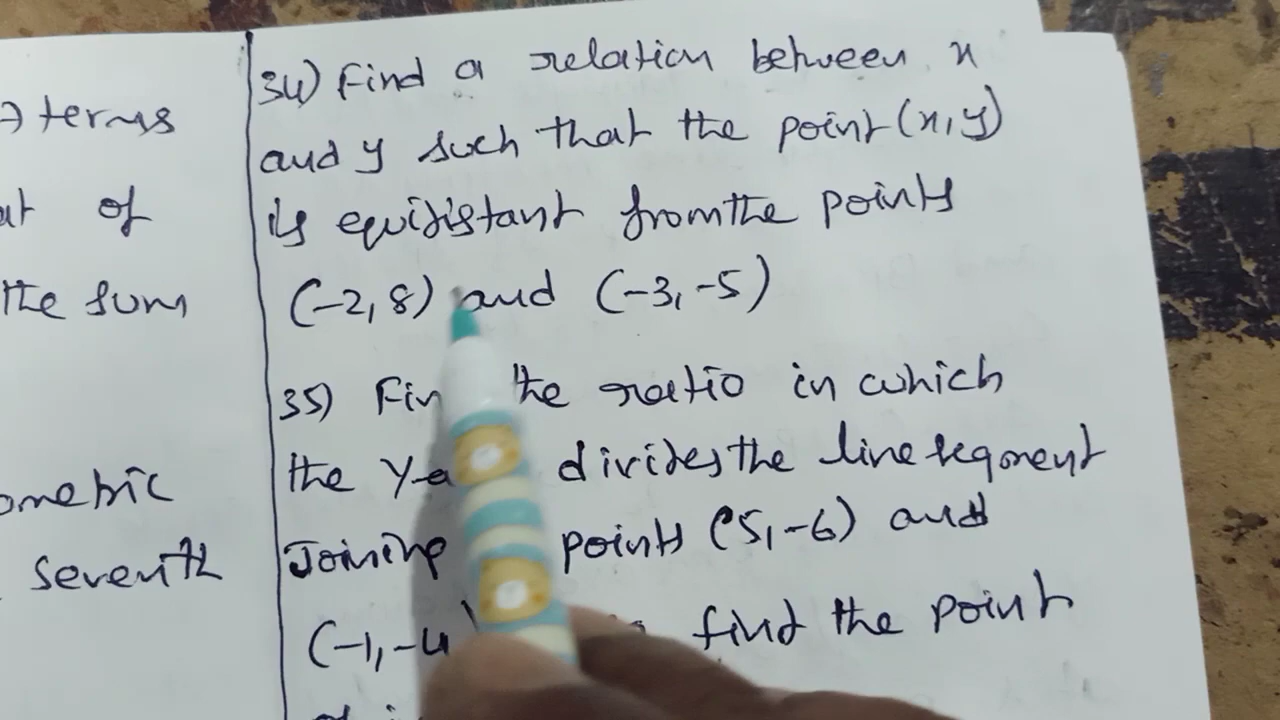 terms
of
the sum
seventh
34) Find a relation between x
and y such that the point (x, y)
is equidistant from the points
(-2, 8) and (-3, -5)
35) the ratio in which
the divides the line segment
Joining points (5, -6) and
(-1, -4 find the point